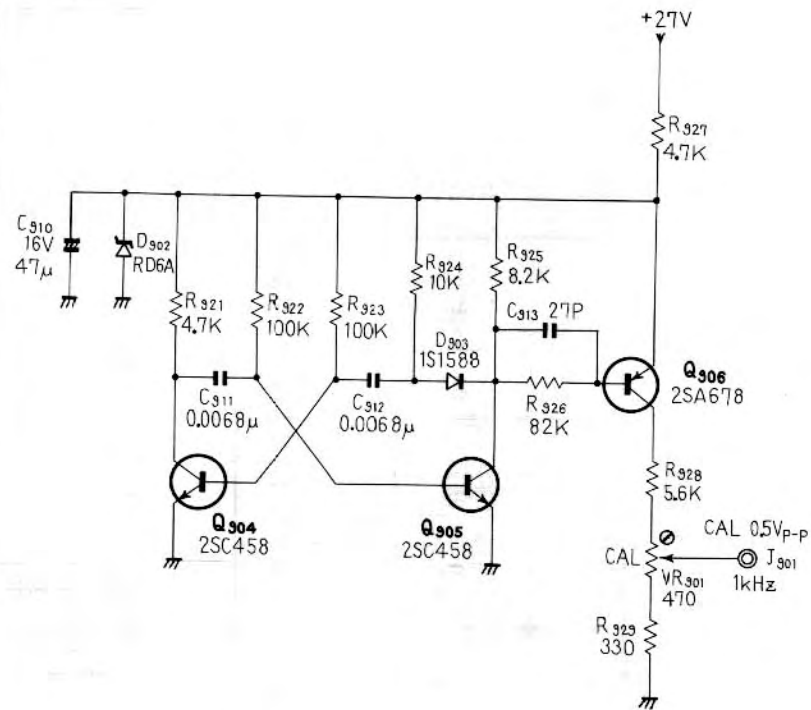 +27V
R927
4.7K
C910
16V
47μ
D902
RD6A
R921
4.7K
R922
100K
R923
100K
R924
10K
R925
8.2K
C913 27P
D903
1S1588
C911
0.0068μ
C912
0.0068μ
R926
82K
Q906
2SA678
Q904
2SC458
Q905
2SC458
R928
5.6K
CAL 0.5VP-P
CAL
J901
VR901
470
1kHz
R929
330